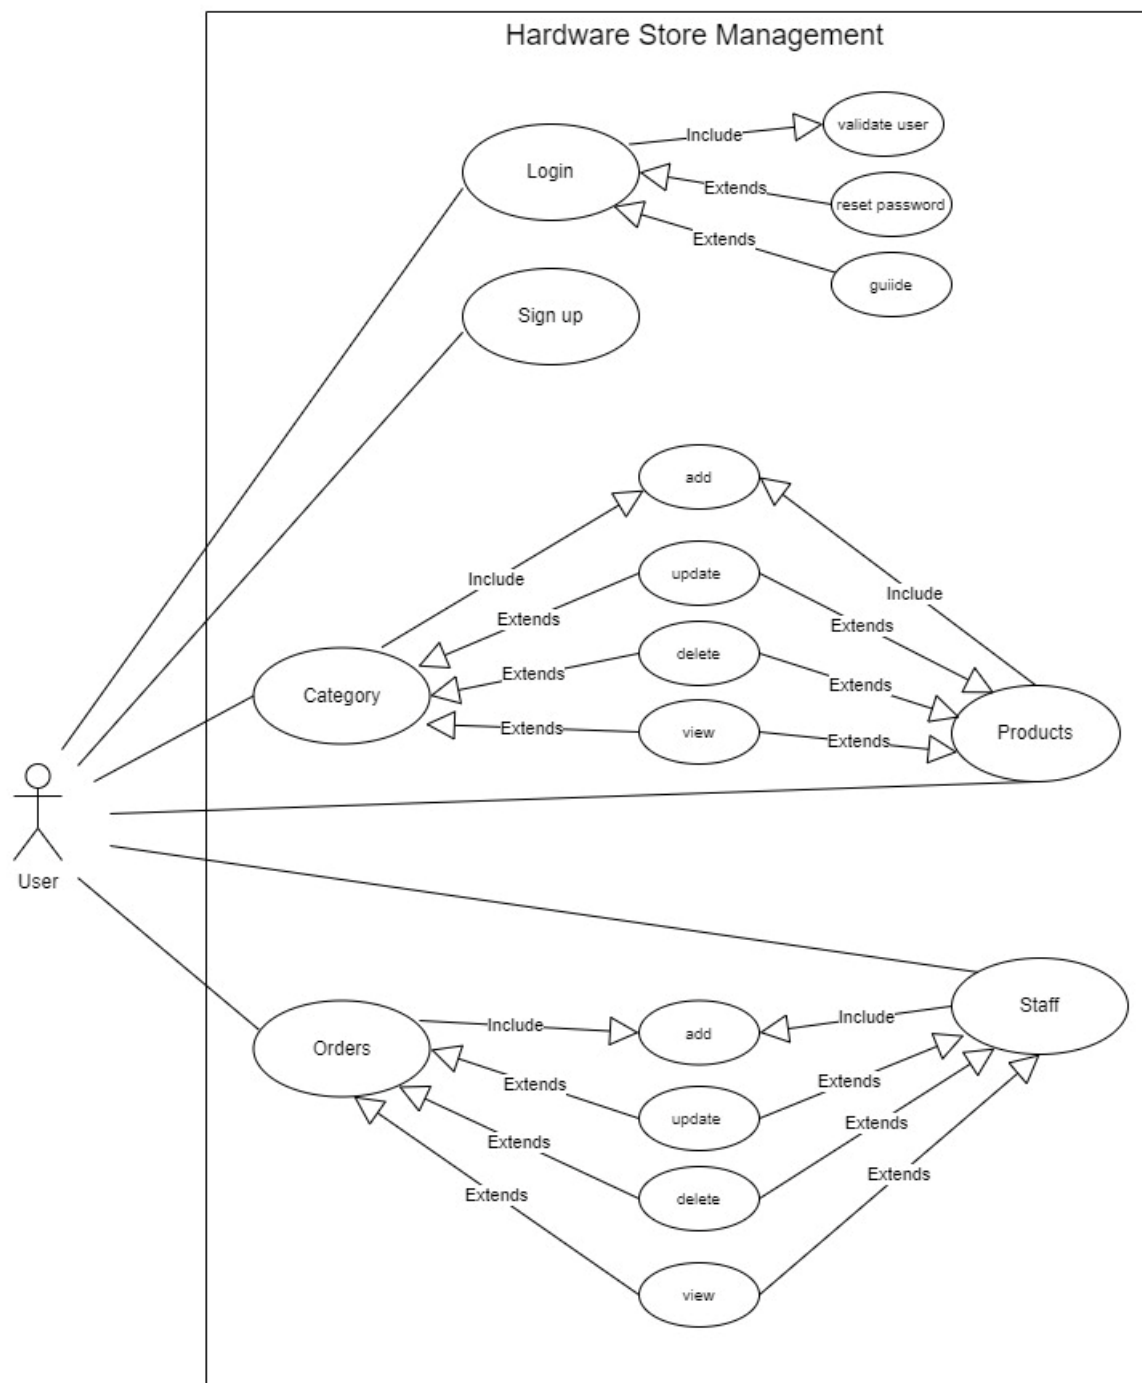 Hardware Store Management
validate user
Include
Login
Extends
reset password
Extends
guiide
Sign up
add
Include
update
Include
Extends
Extends
delete
Extends
Extends
Category
view
Extends
Extends
Products
User
Staff
Orders
Include
add
Include
Extends
update
Extends
Extends
Extends
delete
Extends
Extends
view